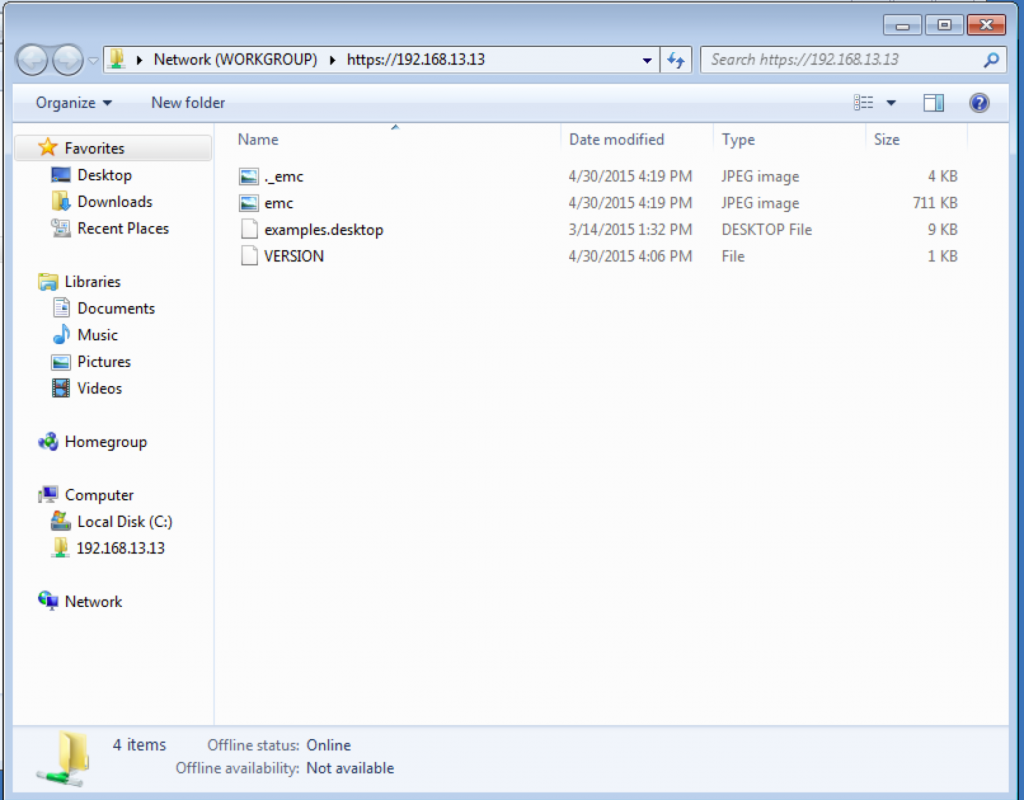 Network (WORKGROUP) https://192.168.13.13 Search https://192.168.13.13
Organize New folder
Name Date modified Type Size
Favorites
Desktop
Downloads
Recent Places
Libraries
Documents
Music
Pictures
Videos
Homegroup
Computer
Local Disk (C:)
192.168.13.13
Network
._emc 4/30/2015 4:19 PM JPEG image 4 KB
emc 4/30/2015 4:19 PM JPEG image 711 KB
examples.desktop 3/14/2015 1:32 PM DESKTOP File 9 KB
VERSION 4/30/2015 4:06 PM File 1 KB
4 items Offline status: Online
Offline availability: Not available